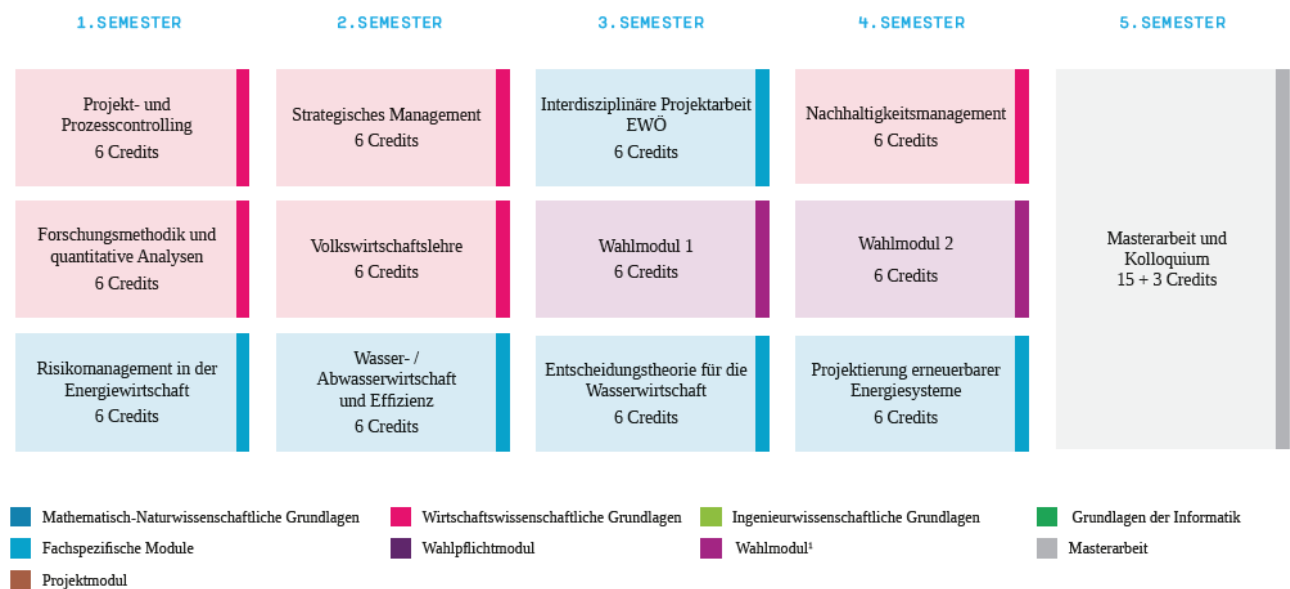 1.SEMESTER
2.SEMESTER
3.SEMESTER
4.SEMESTER
5.SEMESTER
Projekt- und
Prozesscontrolling
6 Credits
Strategisches Management
6 Credits
Interdisziplinäre Projektarbeit
EWÖ
6 Credits
Nachhaltigkeitsmanagement
6 Credits
Forschungsmethodik und
quantitative Analysen
6 Credits
Volkswirtschaftslehre
6 Credits
Wahlmodul 1
6 Credits
Wahlmodul 2
6 Credits
Masterarbeit und
Kolloquium
15 + 3 Credits
Risikomanagement in der
Energiewirtschaft
6 Credits
Wasser- /
Abwasserwirtschaft
und Effizienz
6 Credits
Entscheidungstheorie für die
Wasserwirtschaft
6 Credits
Projektierung erneuerbarer
Energiesysteme
6 Credits
Mathematisch-Naturwissenschaftliche Grundlagen
Wirtschaftswissenschaftliche Grundlagen
Ingenieurwissenschaftliche Grundlagen
Grundlagen der Informatik
Fachspezifische Module
Wahlpflichtmodul
Wahlmodul¹
Masterarbeit
Projektmodul